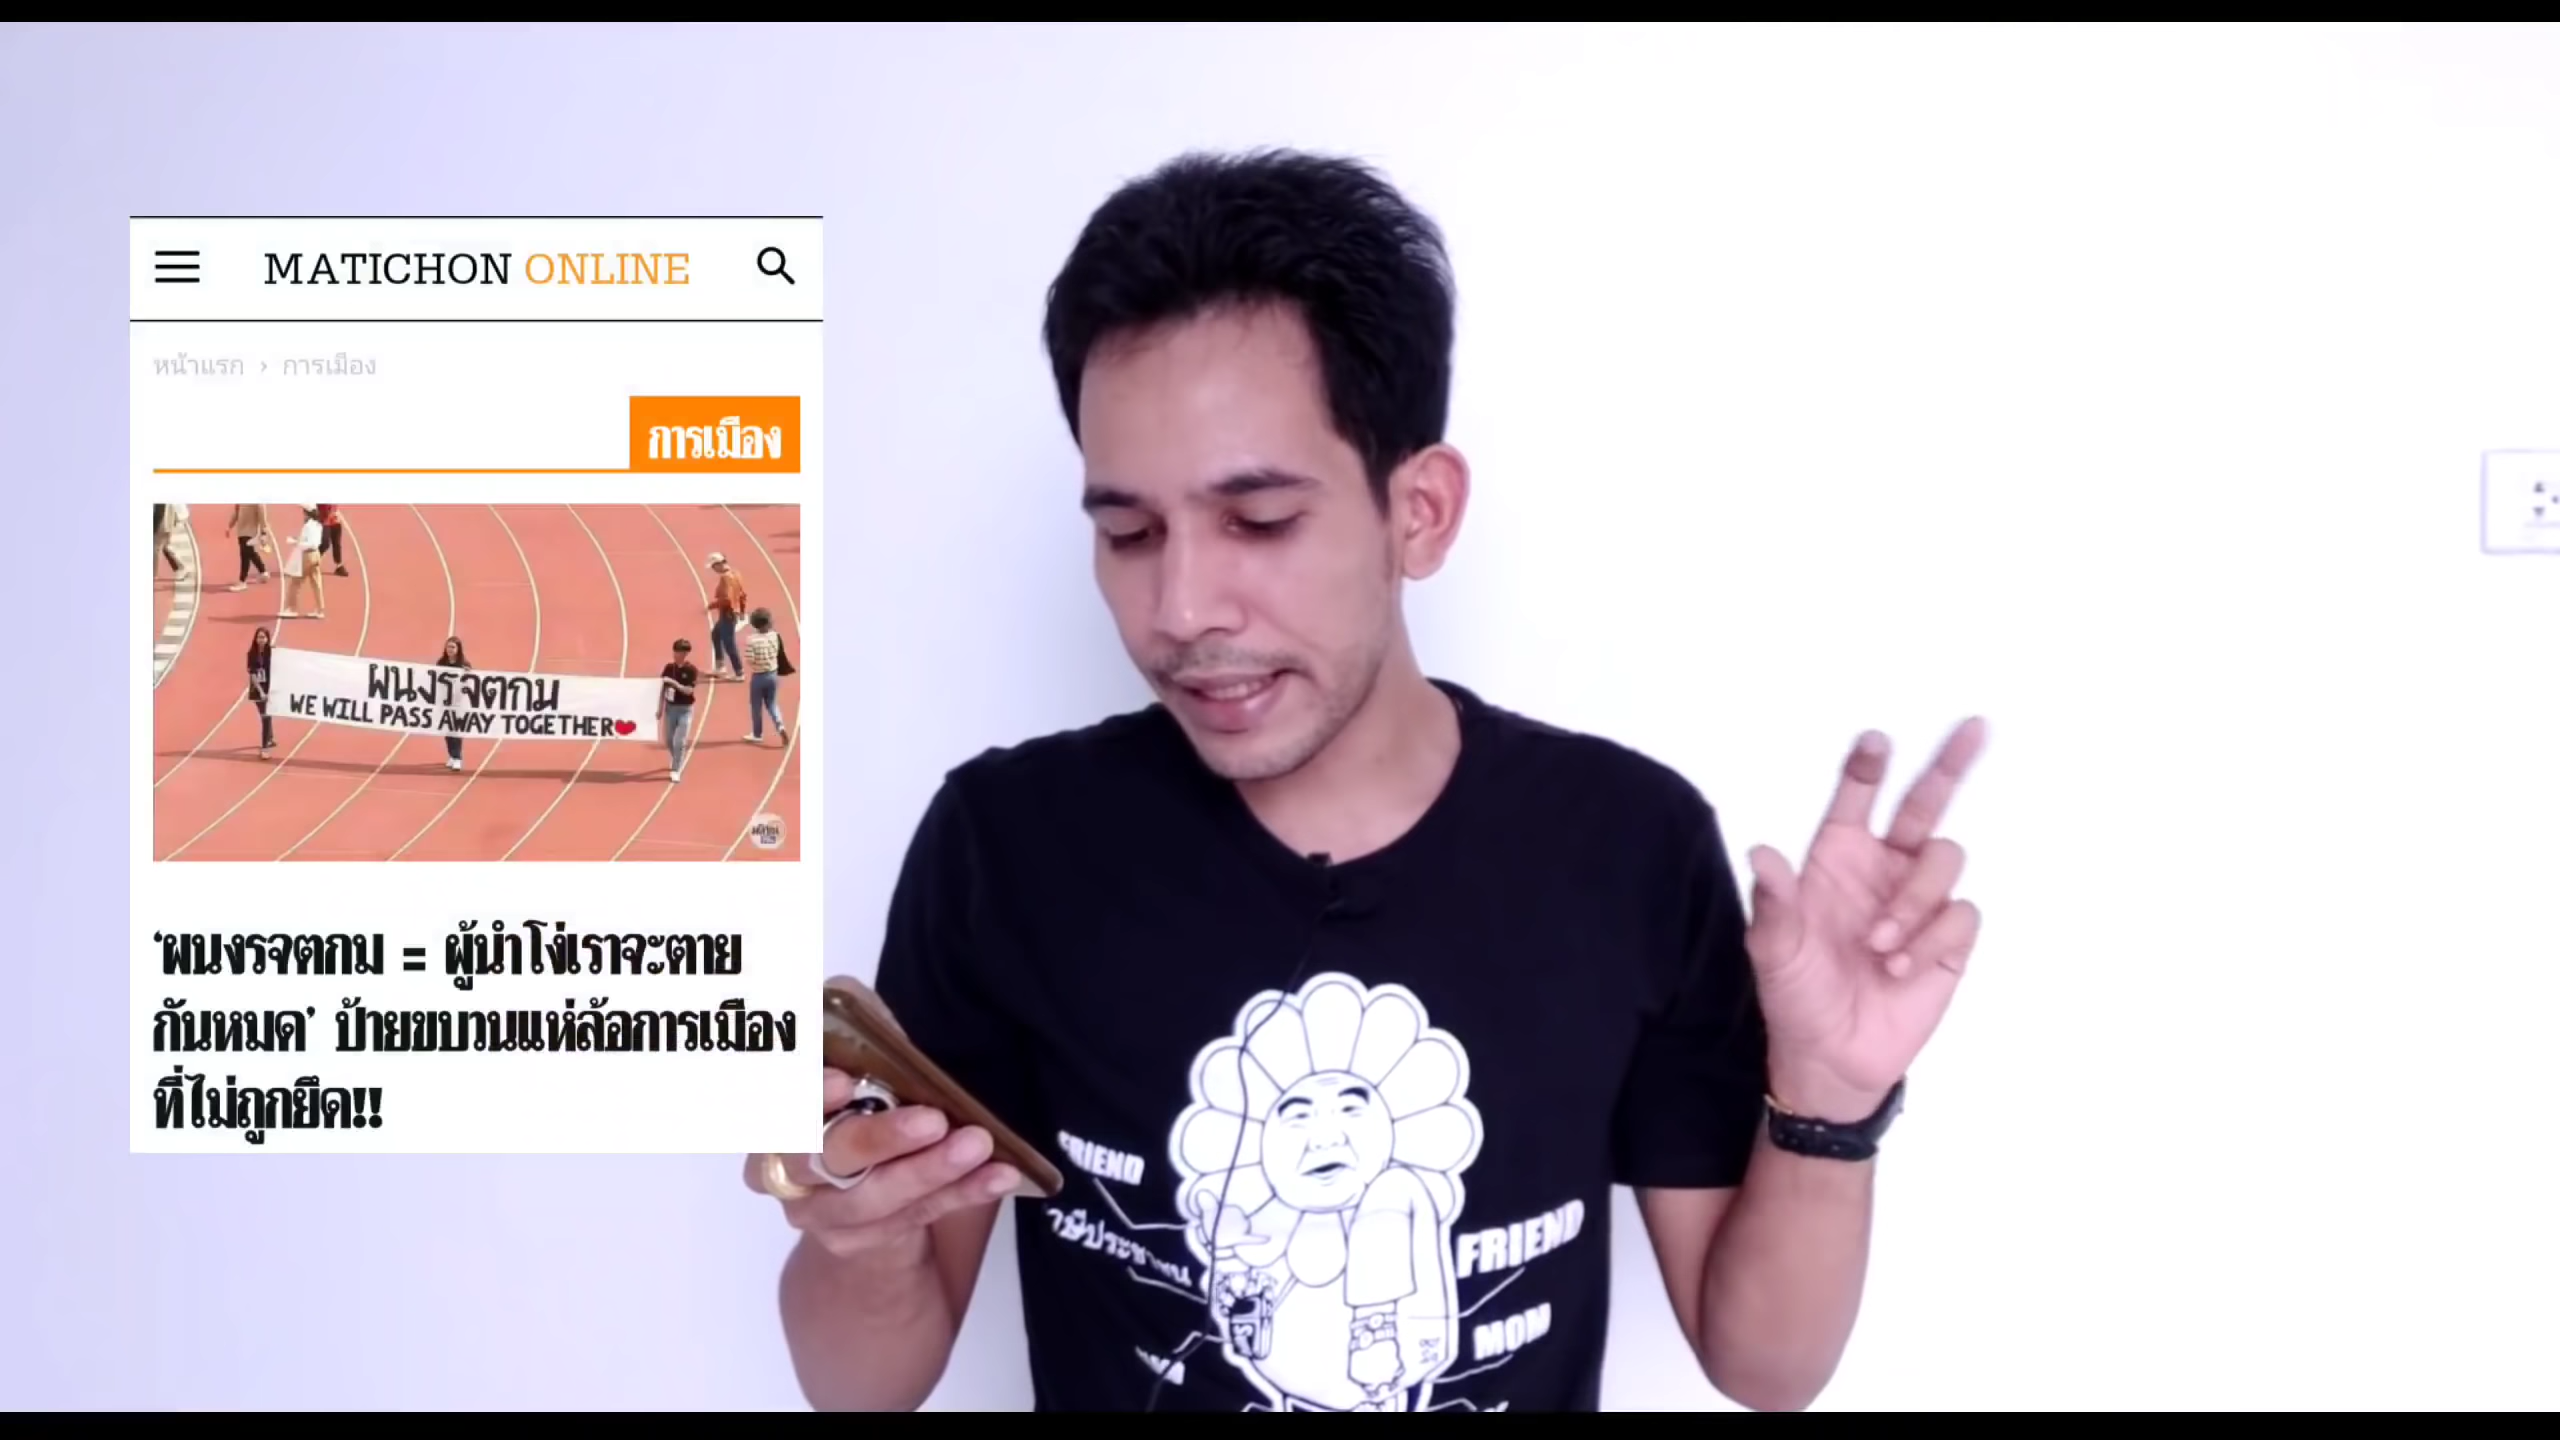 MATICHON ONLINE
หน้าแรก › การเมือง
การเมือง
ผนงรจตกม
WE WILL PASS AWAY TOGETHER
'ผนงรจตกม = ผู้นำโง่เราจะตาย
กันหมด' ป้ายขบวนแห่ล้อการเมือง
ที่ไม่ถูกยึด!!
FRIEND
FRIEND
MON